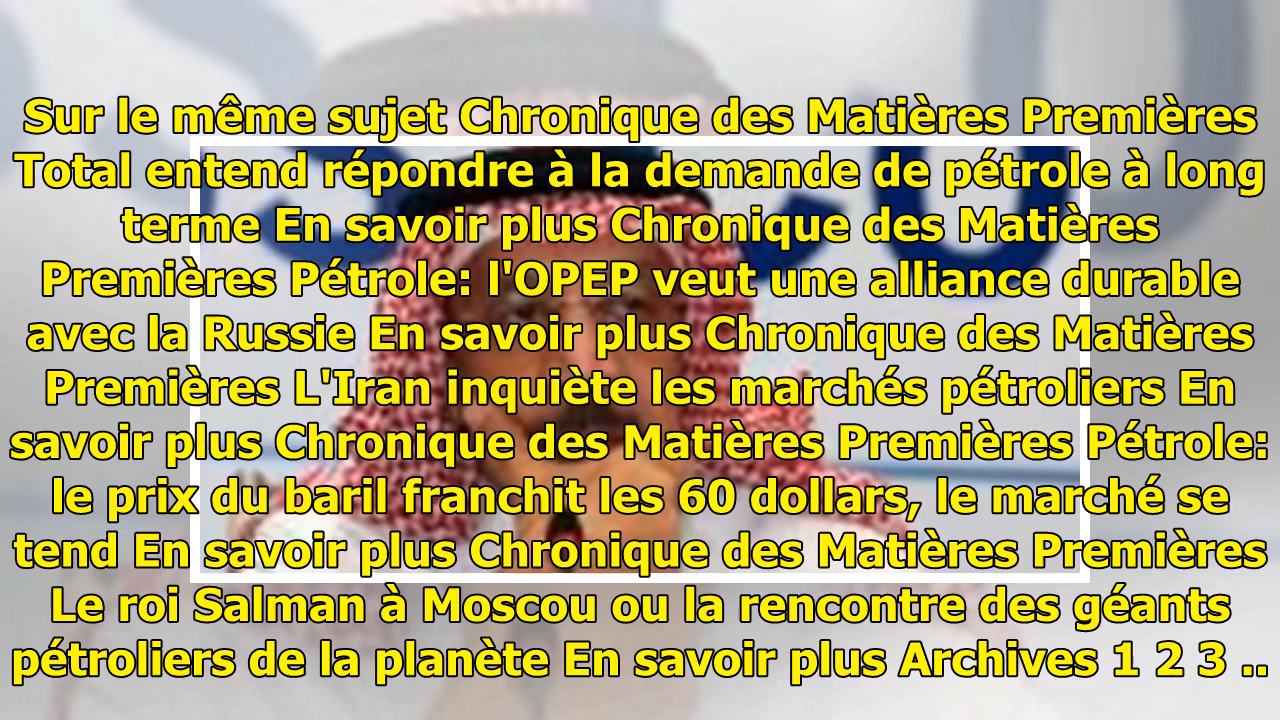 Sur le même sujet Chronique des Matières Premières
Total entend répondre à la demande de pétrole à long
terme En savoir plus Chronique des Matières
Premières Pétrole: l'OPEP veut une alliance durable
avec la Russie En savoir plus Chronique des Matières
Premières L'Iran inquiète les marchés pétroliers En
savoir plus Chronique des Matières Premières Pétrole:
le prix du baril franchit les 60 dollars, le marché se
tend En savoir plus Chronique des Matières Premières
Le roi Salman à Moscou ou la rencontre des géants
pétroliers de la planète En savoir plus Archives 1 2 3 ..